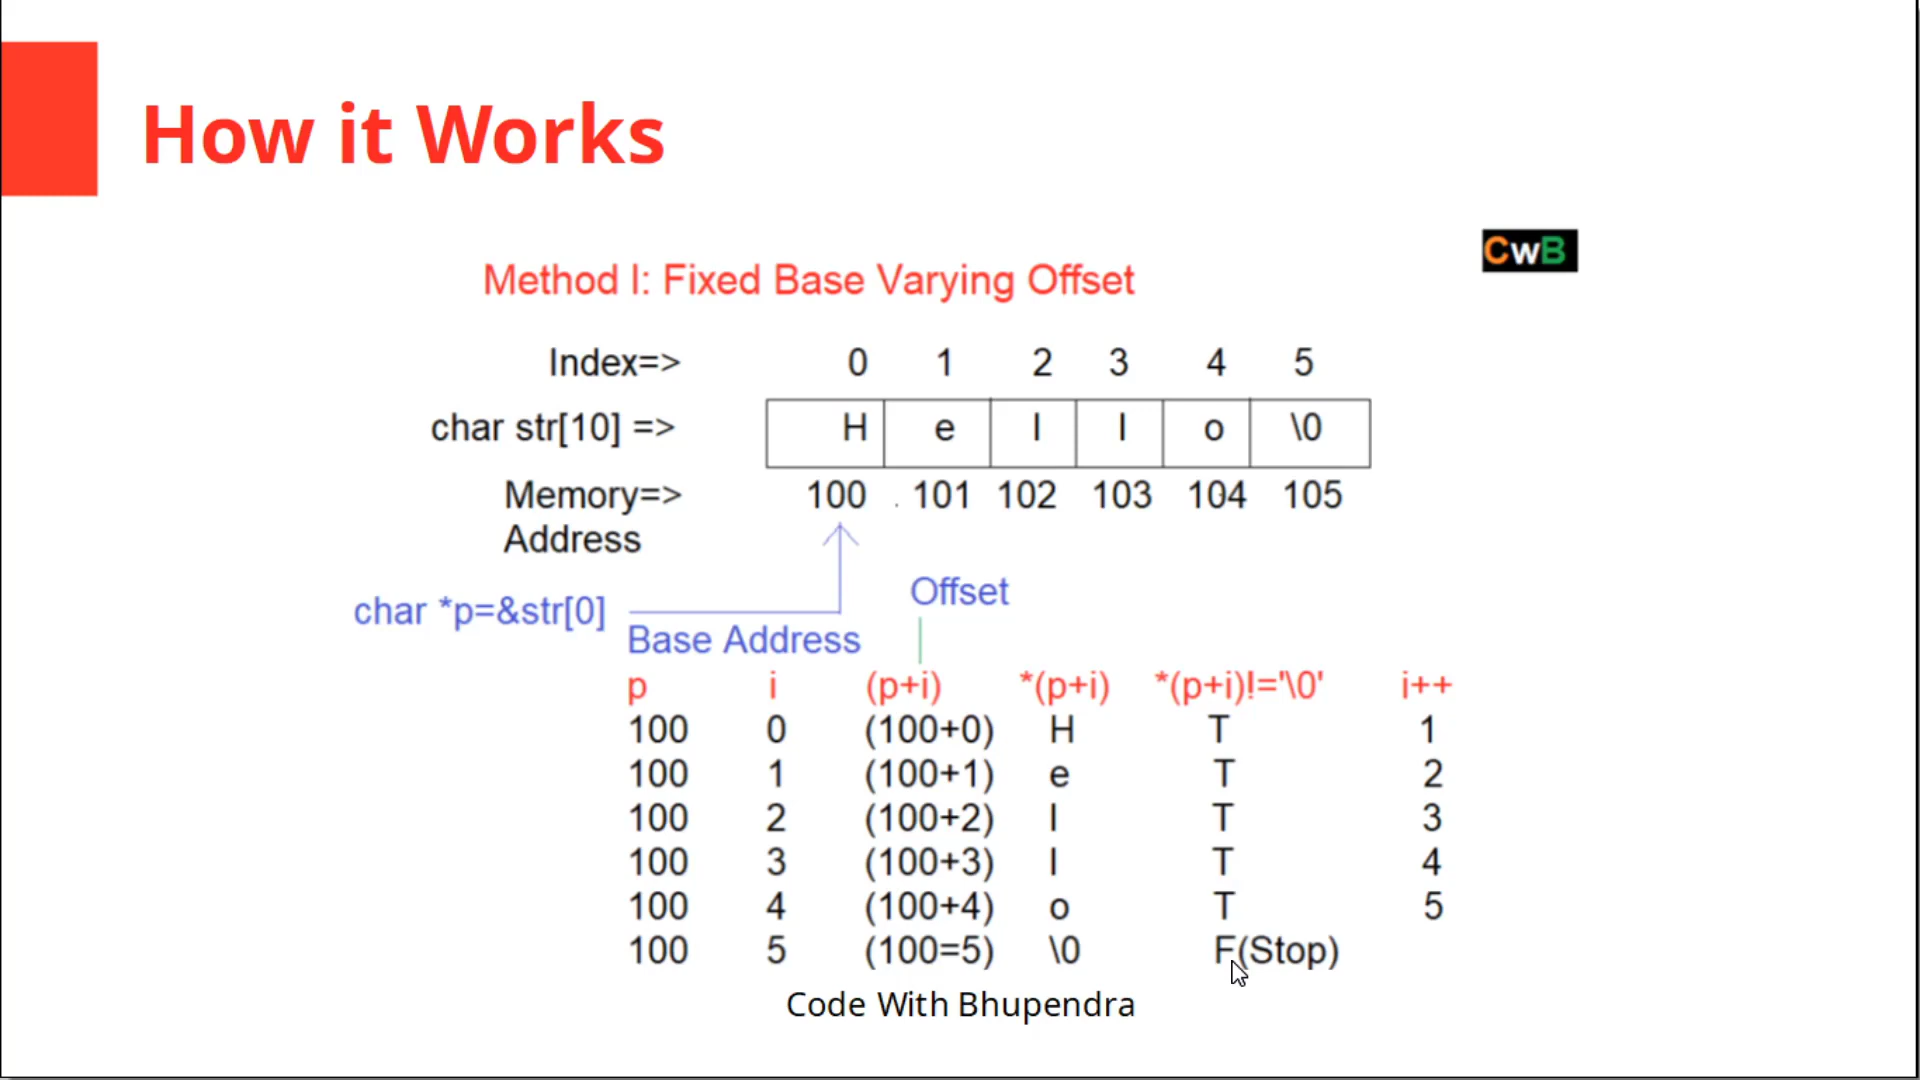 How it Works
CwB
Method I: Fixed Base Varying Offset
Index=> 0 1 2 3 4 5
char str[10] => H e l l o \0
Memory=> 100 101 102 103 104 105
Address
Offset
char *p=&str[0]
Base Address
p i (p+i) *(p+i) *(p+i)!='\0' i++
100 0 (100+0) H T 1
100 1 (100+1) e T 2
100 2 (100+2) l T 3
100 3 (100+3) l T 4
100 4 (100+4) o T 5
100 5 (100=5) \0 F(Stop)
Code With Bhupendra